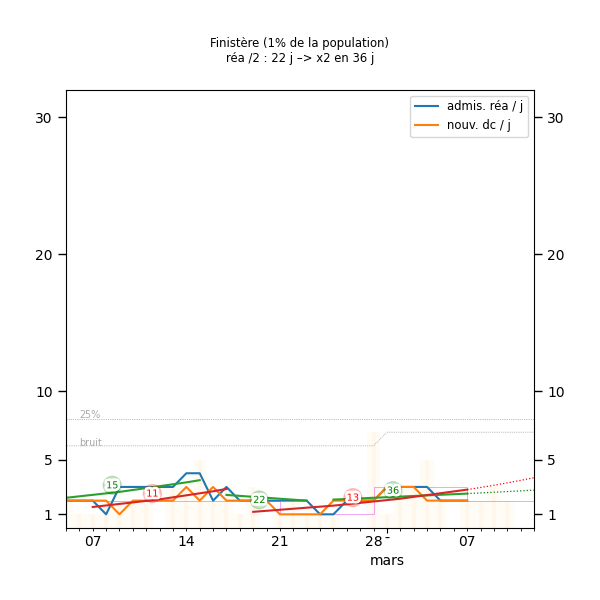 Finistère (1% de la population)
réa /2 : 22 j –> x2 en 36 j
admis. réa / j
nouv. dc / j
30 30
20 20
10 10
25%
bruit
5 5
15 11 22 13 36
1 1
07 14 21 28 07
mars